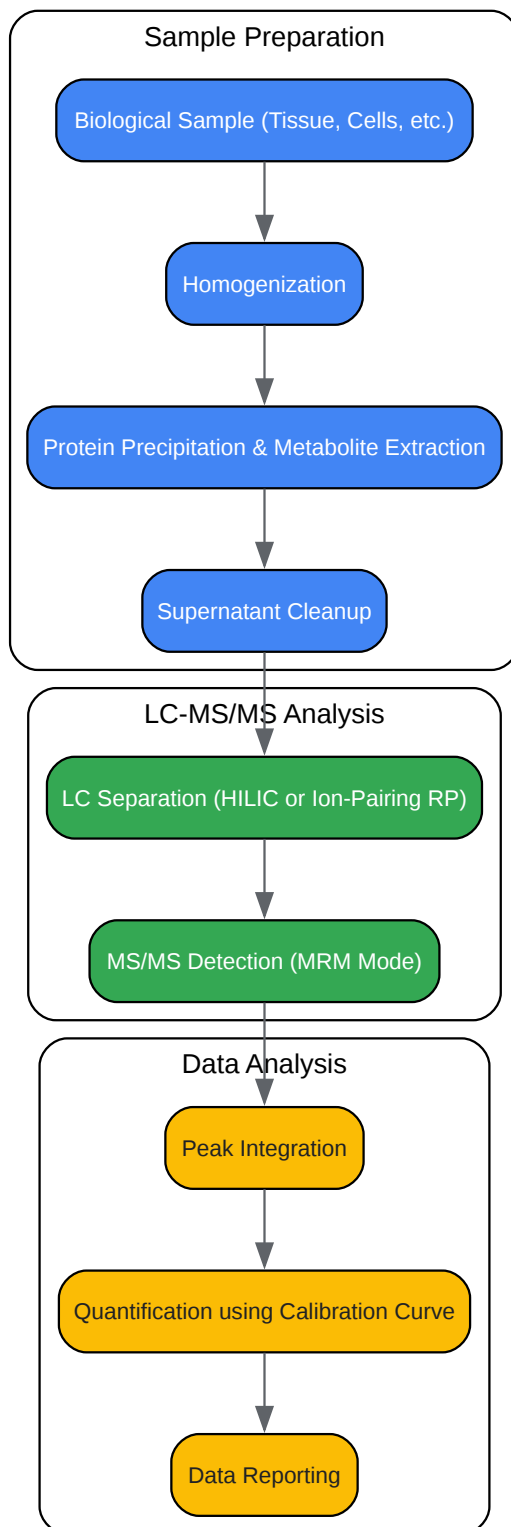 Sample Preparation
Biological Sample (Tissue, Cells, etc.)
Homogenization
Protein Precipitation & Metabolite Extraction
Supernatant Cleanup
LC-MS/MS Analysis
LC Separation (HILIC or Ion-Pairing RP)
MS/MS Detection (MRM Mode)
Data Analysis
Peak Integration
Quantification using Calibration Curve
Data Reporting